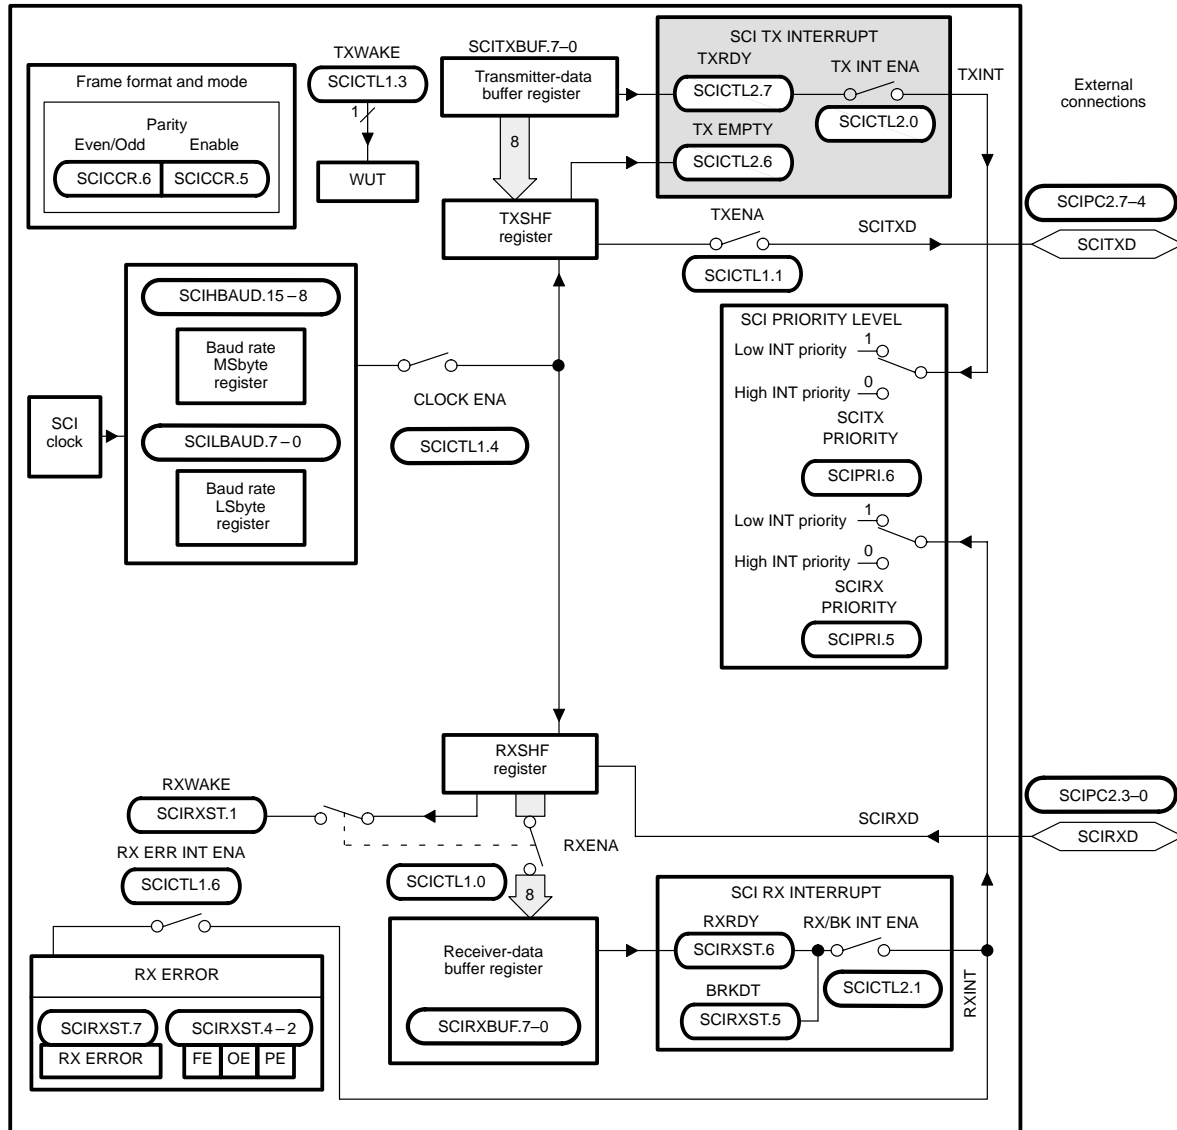 Frame format and mode
Parity
Even/Odd Enable
SCICCR.6 SCICCR.5
TXWAKE
SCICTL1.3
1
WUT
SCITXBUF.7–0
Transmitter-data
buffer register
8
TXSHF
register
SCI TX INTERRUPT
TXRDY
SCICTL2.7
TX INT ENA
SCICTL2.0
TX EMPTY
SCICTL2.6
TXINT
External
connections
TXENA
SCICTL1.1
SCITXD
SCIPC2.7–4
SCITXD
SCI
clock
SCIHBAUD.15–8
Baud rate
MSbyte
register
SCILBAUD.7–0
Baud rate
LSbyte
register
CLOCK ENA
SCICTL1.4
SCI PRIORITY LEVEL
1
Low INT priority
0
High INT priority
SCITX
PRIORITY
SCIPRI.6
1
Low INT priority
0
High INT priority
SCIRX
PRIORITY
SCIPRI.5
RXSHF
register
RXWAKE
SCIRXST.1
RXENA
SCICTL1.0
8
SCIRXD
SCIPC2.3–0
SCIRXD
RX ERR INT ENA
SCICTL1.6
RX ERROR
SCIRXST.7 SCIRXST.4–2
RX ERROR FE OE PE
Receiver-data
buffer register
SCIRXBUF.7–0
SCI RX INTERRUPT
RXRDY
SCIRXST.6
RX/BK INT ENA
SCICTL2.1
BRKDT
SCIRXST.5
RXINT